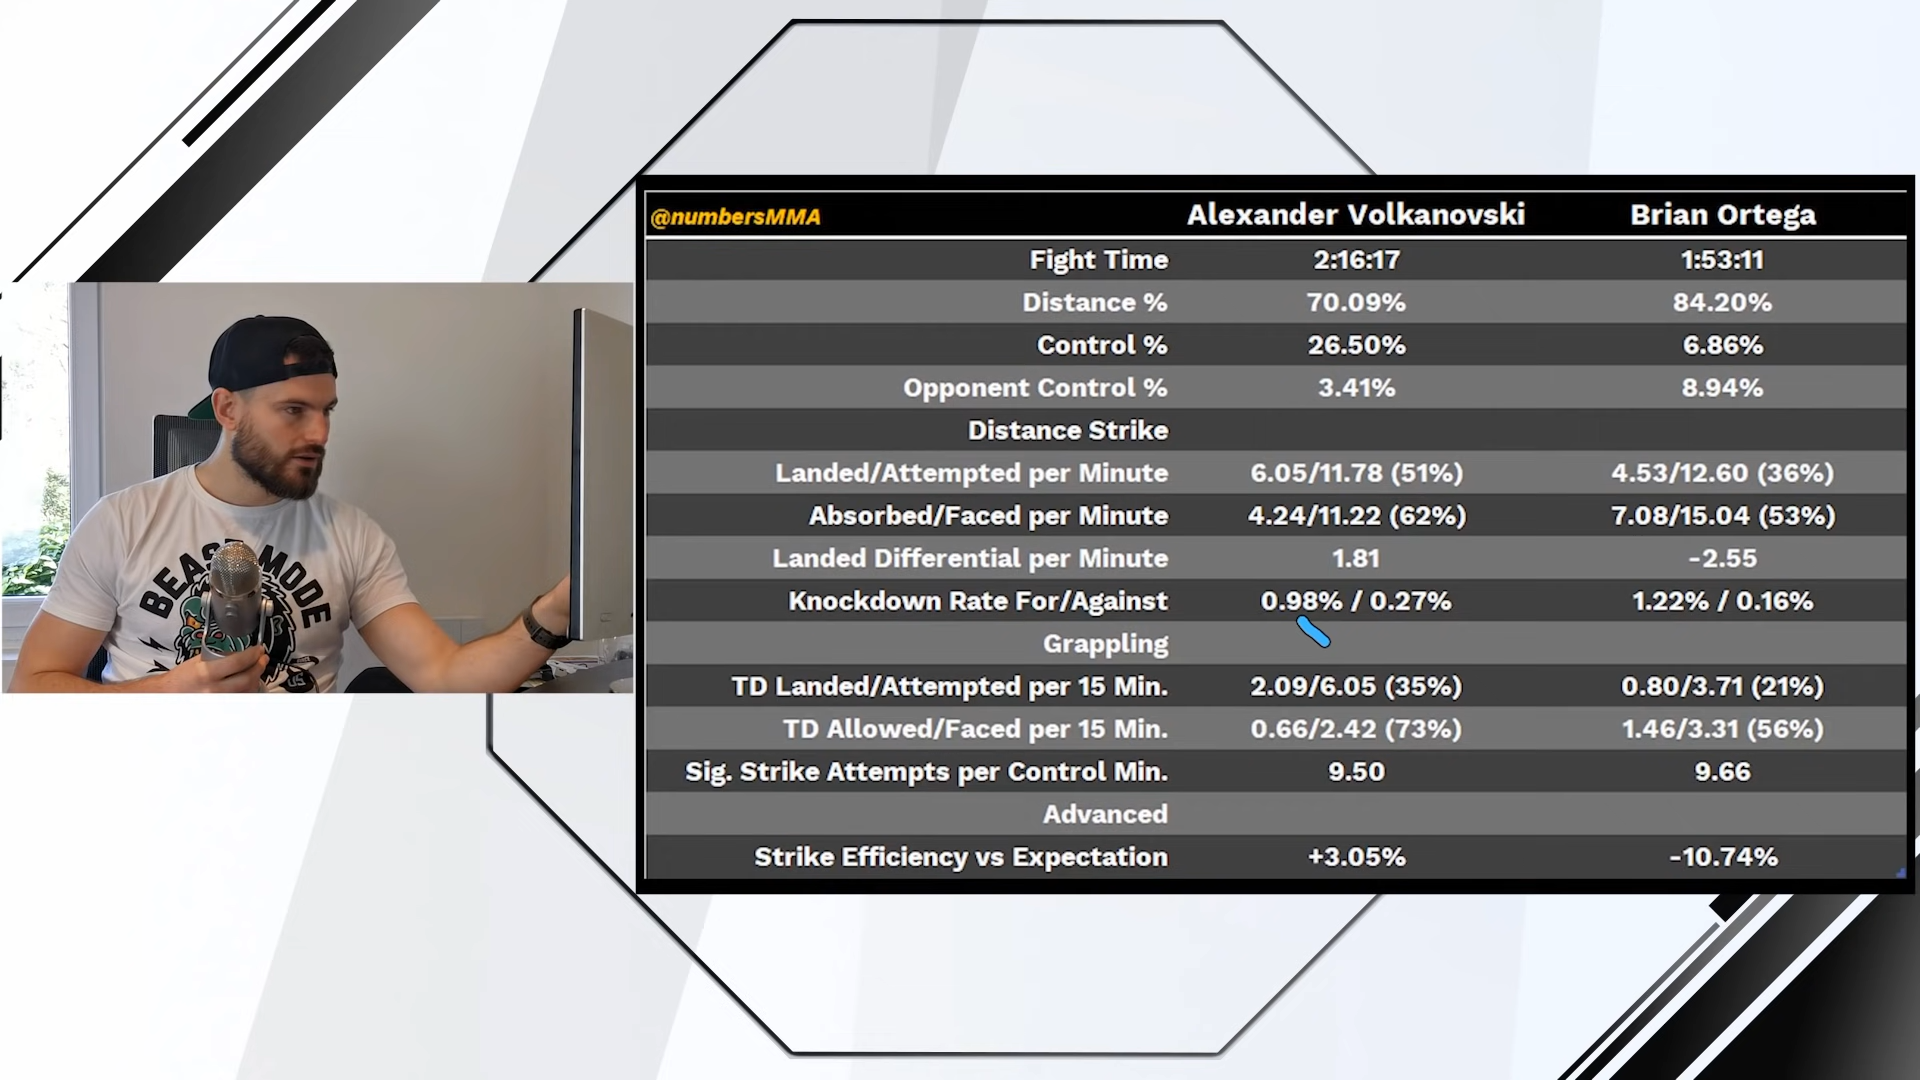 @numbersMMA Alexander Volkanovski Brian Ortega
Fight Time 2:16:17 1:53:11
Distance % 70.09% 84.20%
Control % 26.50% 6.86%
Opponent Control % 3.41% 8.94%
Distance Strike
Landed/Attempted per Minute 6.05/11.78 (51%) 4.53/12.60 (36%)
Absorbed/Faced per Minute 4.24/11.22 (62%) 7.08/15.04 (53%)
Landed Differential per Minute 1.81 -2.55
Knockdown Rate For/Against 0.98% / 0.27% 1.22% / 0.16%
Grappling
TD Landed/Attempted per 15 Min. 2.09/6.05 (35%) 0.80/3.71 (21%)
TD Allowed/Faced per 15 Min. 0.66/2.42 (73%) 1.46/3.31 (56%)
Sig. Strike Attempts per Control Min. 9.50 9.66
Advanced
Strike Efficiency vs Expectation +3.05% -10.74%
BEAST MODE